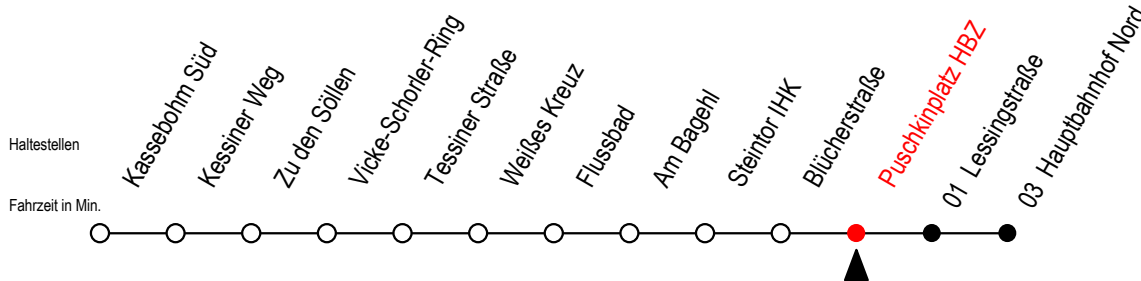 Haltestellen
Fahrzeit in Min.
Kassebohm Süd
Kessiner Weg
Zu den Söllen
Vicke-Schorler-Ring
Tessiner Straße
Weißes Kreuz
Flussbad
Am Bagehl
Steintor IHK
Blücherstraße
Puschkinplatz HBZ
01 Lessingstraße
03 Hauptbahnhof Nord